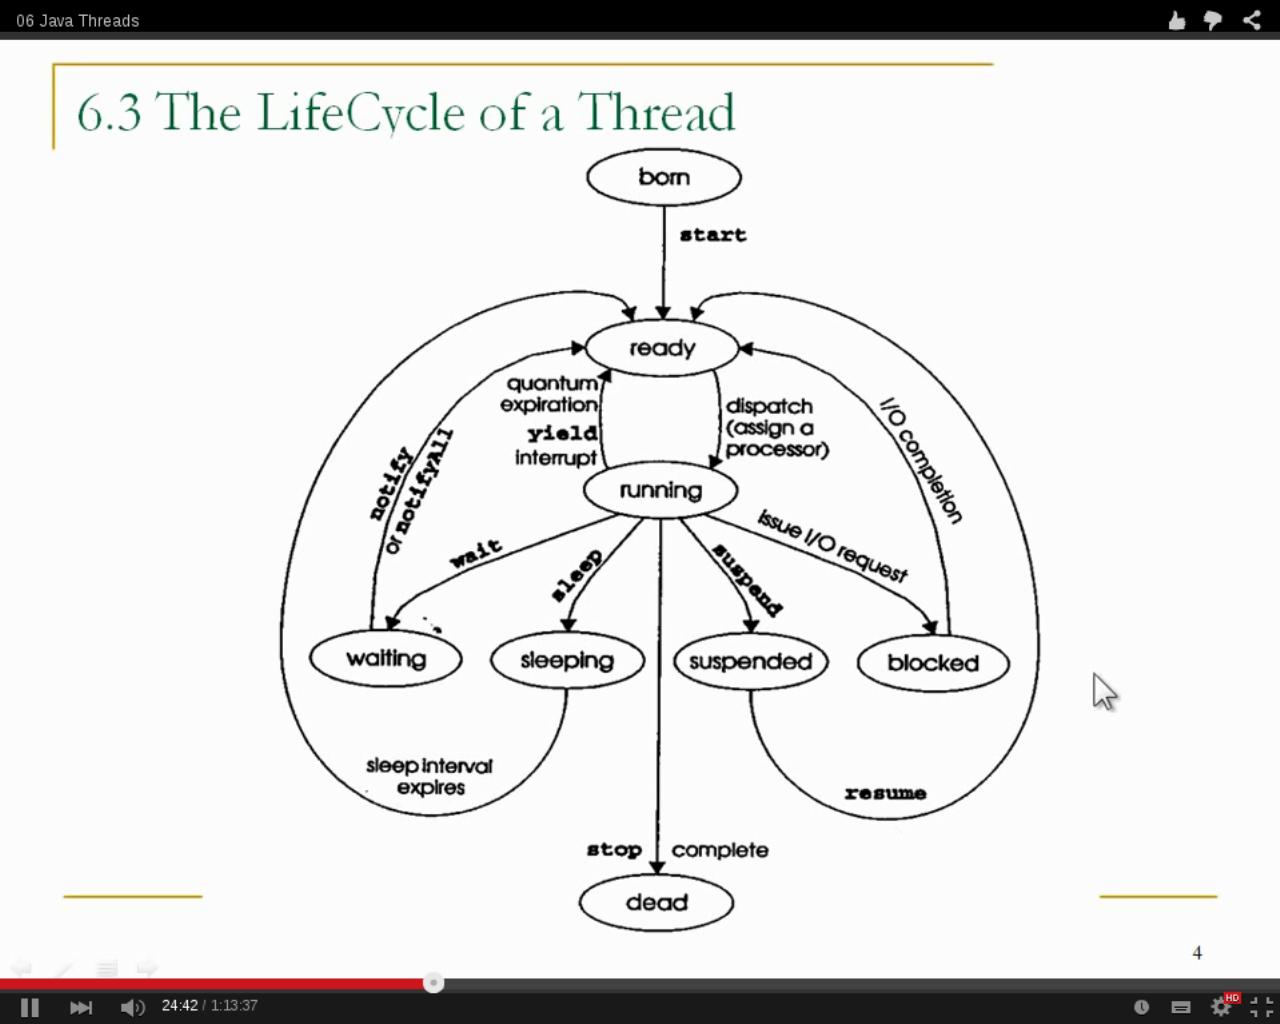 06 Java Threads
6.3 The LifeCycle of a Thread
born
start
ready
quantum
expiration
yield
interrupt
dispatch
(assign a
processor)
I/O completion
notify
or notifyAll
running
wait
sleep
suspend
issue I/O request
waiting
sleeping
suspended
blocked
sleep interval
expires
resume
stop
complete
dead
4
24:42 / 1:13:37
HD